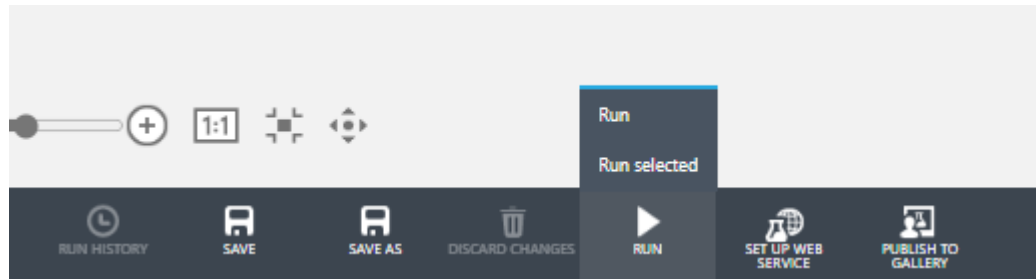 1:1
Run
Run selected
RUN HISTORY
SAVE
SAVE AS
DISCARD CHANGES
RUN
SET UP WEB
SERVICE
PUBLISH TO
GALLERY